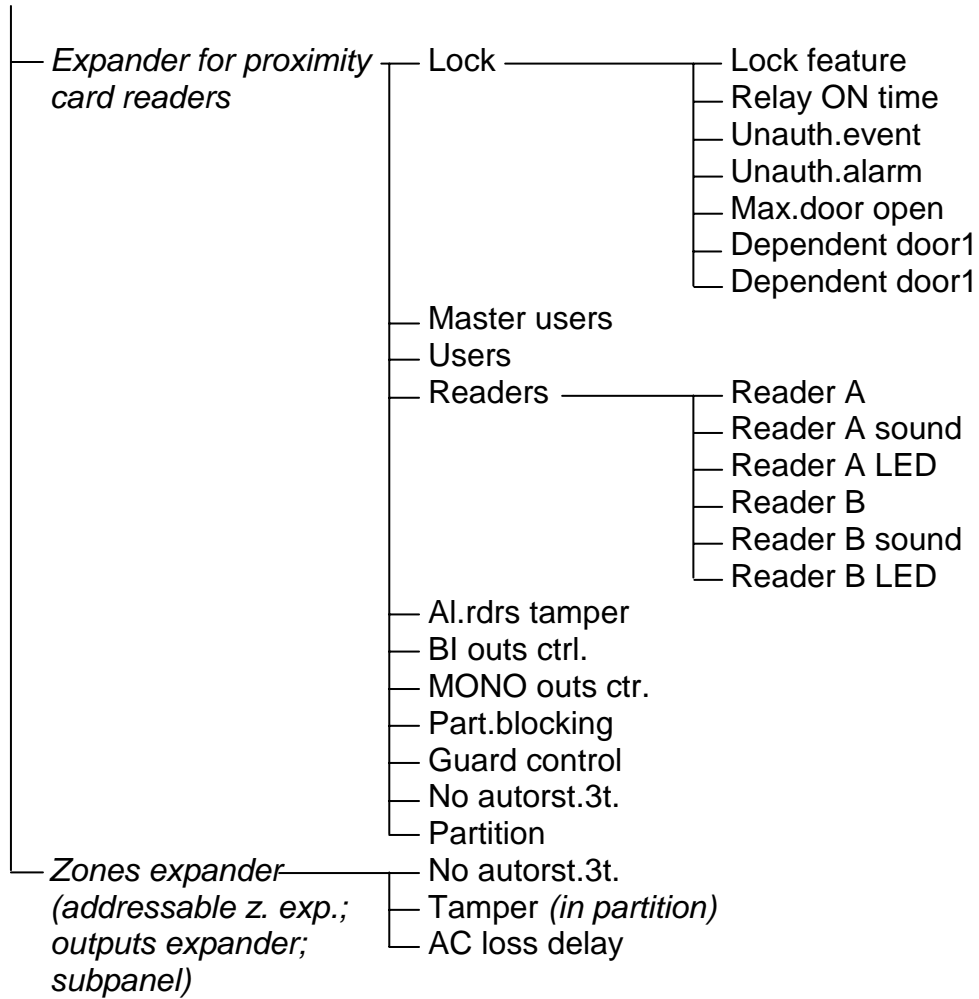 Expander for proximity card readers
Lock
Lock feature
Relay ON time
Unauth.event
Unauth.alarm
Max.door open
Dependent door1
Dependent door1
Master users
Users
Readers
Reader A
Reader A sound
Reader A LED
Reader B
Reader B sound
Reader B LED
Al.rdrs tamper
BI outs ctrl.
MONO outs ctr.
Part.blocking
Guard control
No autorst.3t.
Partition
Zones expander
(addressable z. exp.;
outputs expander;
subpanel)
No autorst.3t.
Tamper (in partition)
AC loss delay